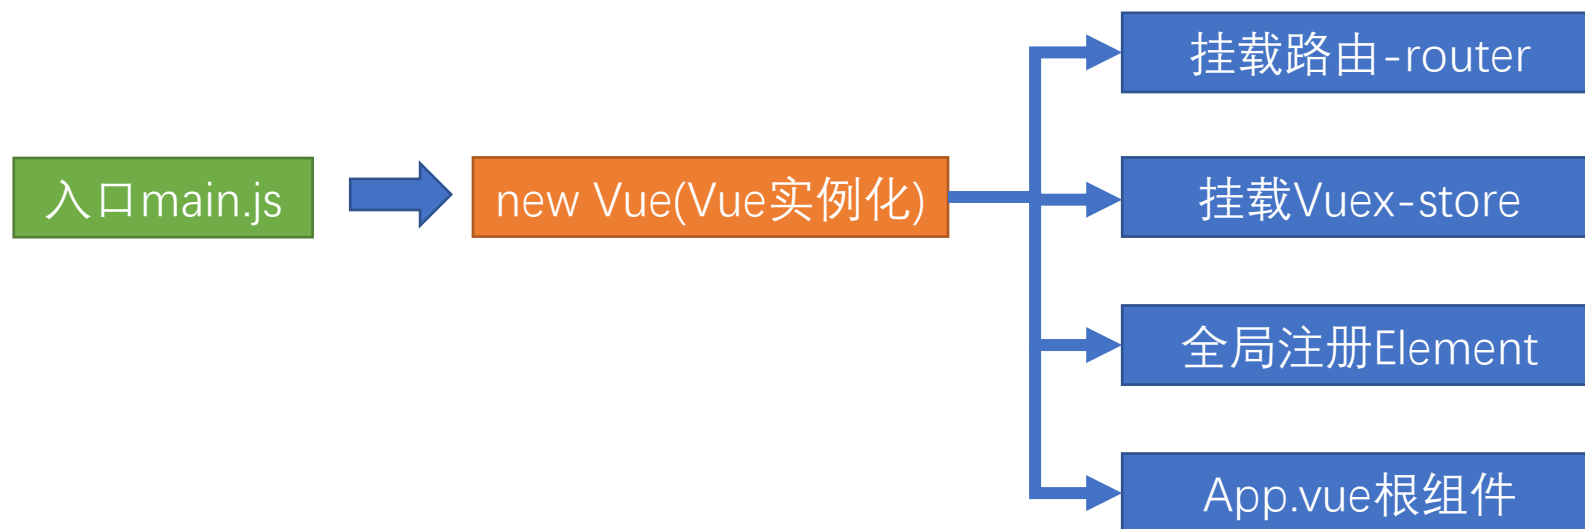 入口main.js
new Vue(Vue实例化)
挂载路由-router
挂载Vuex-store
全局注册Element
App.vue根组件